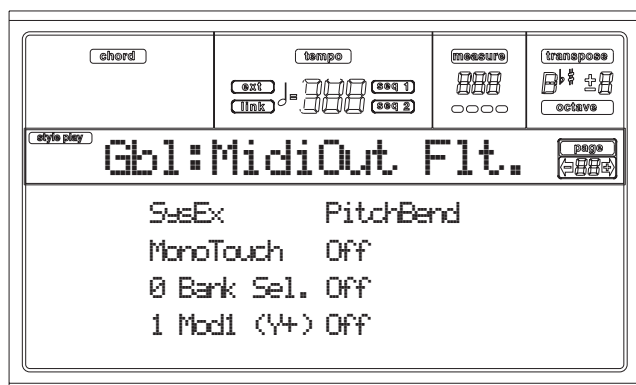 chord
tempo
measure
transpose
ext
link
seq 1
seq 2
octave
style play
Gbl:MidiOut Flt.
page
SysEx PitchBend
MonoTouch Off
0 Bank Sel. Off
1 Mod1 (Y+) Off